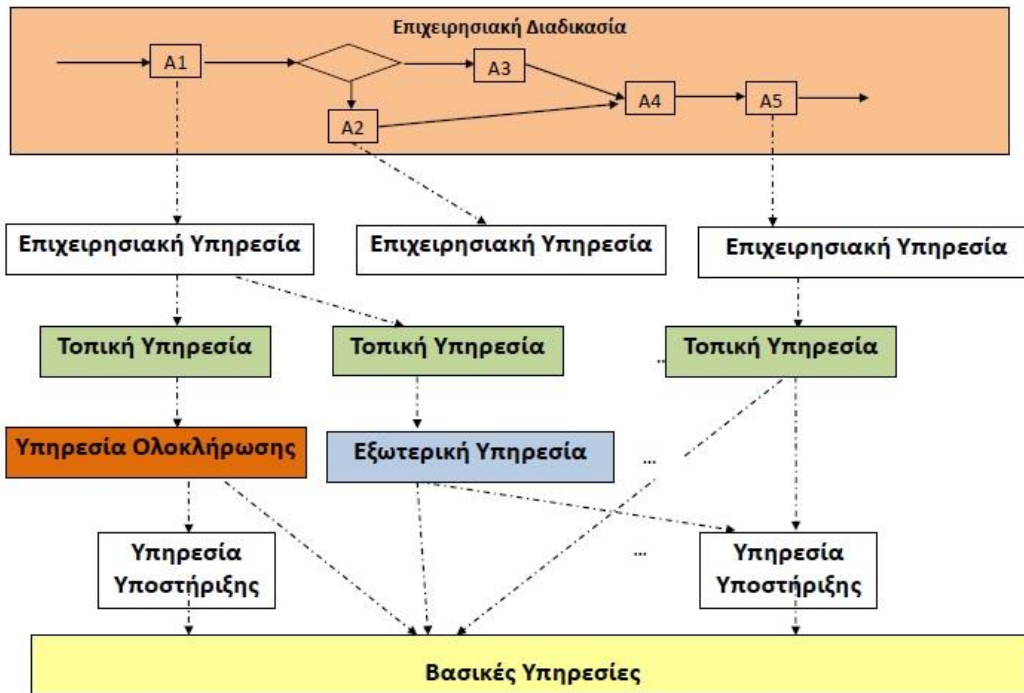 Επιχειρησιακή Διαδικασία
A1
A3
A2
A4
A5
Επιχειρησιακή Υπηρεσία
Επιχειρησιακή Υπηρεσία
Επιχειρησιακή Υπηρεσία
Τοπική Υπηρεσία
Τοπική Υπηρεσία
..
Τοπική Υπηρεσία
Υπηρεσία Ολοκλήρωσης
Εξωτερική Υπηρεσία
...
Υπηρεσία
Υποστήριξης
...
Υπηρεσία
Υποστήριξης
Βασικές Υπηρεσίες